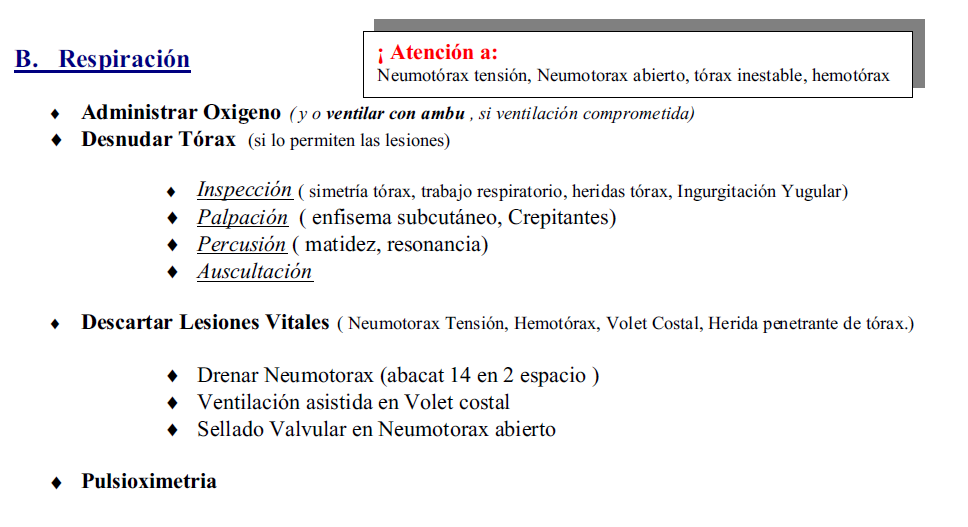 B. Respiración
¡ Atención a:
Neumotórax tensión, Neumotorax abierto, tórax inestable, hemotórax
♦ Administrar Oxigeno ( y o ventilar con ambu , si ventilación comprometida)
♦ Desnudar Tórax (si lo permiten las lesiones)
♦ Inspección ( simetría tórax, trabajo respiratorio, heridas tórax, Ingurgitación Yugular)
♦ Palpación ( enfisema subcutáneo, Crepitantes)
♦ Percusión ( matidez, resonancia)
♦ Auscultación
♦ Descartar Lesiones Vitales ( Neumotorax Tensión, Hemotórax, Volet Costal, Herida penetrante de tórax.)
♦ Drenar Neumotorax (abacat 14 en 2 espacio )
♦ Ventilación asistida en Volet costal
♦ Sellado Valvular en Neumotorax abierto
♦ Pulsioximetria